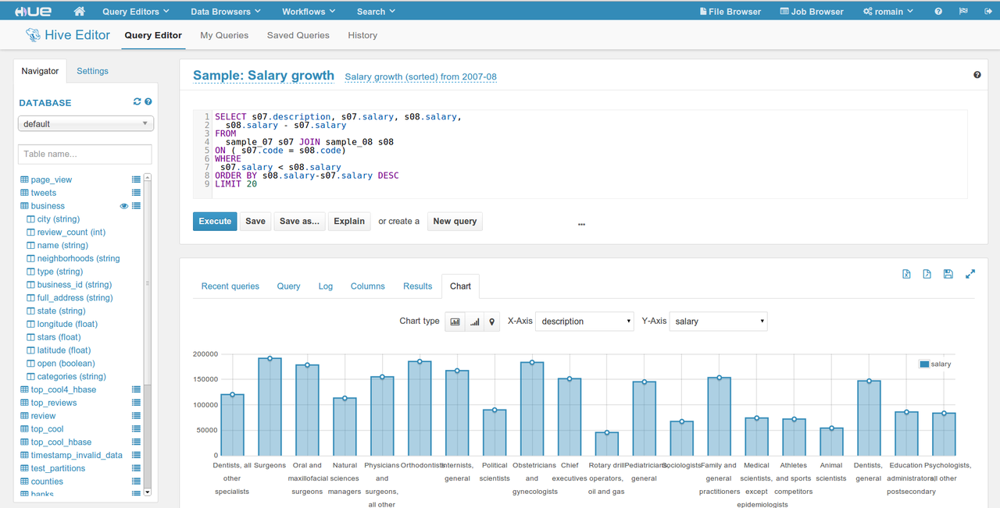 HUE Query Editors Data Browsers Workflows Search File Browser Job Browser romain
Hive Editor Query Editor My Queries Saved Queries History
Navigator Settings
DATABASE
default
Table name...
page_view
tweets
business
city (string)
review_count (int)
name (string)
neighborhoods (string
type (string)
business_id (string)
full_address (string)
state (string)
longitude (float)
stars (float)
latitude (float)
open (boolean)
categories (string)
top_cool4_hbase
top_reviews
review
top_cool
top_cool_hbase
timestamp_invalid_data
test_partitions
counties
banks
Sample: Salary growth Salary growth (sorted) from 2007-08
1 SELECT s07.description, s07.salary, s08.salary,
2 s08.salary - s07.salary
3 FROM
4 sample_07 s07 JOIN sample_08 s08
5 ON ( s07.code = s08.code)
6 WHERE
7 s07.salary < s08.salary
8 ORDER BY s08.salary-s07.salary DESC
9 LIMIT 20
Execute Save Save as... Explain or create a New query ...
Recent queries Query Log Columns Results Chart
Chart type X-Axis description Y-Axis salary
salary
200000
150000
100000
50000
0
Dentists, all other specialists
Surgeons
Oral and maxillofacial surgeons
Natural sciences managers
Physicians and surgeons, all other
Orthodontists
Internists, general
Political scientists
Obstetricians and gynecologists
Chief executives
Rotary drill operators, oil and gas
Pediatricians, general
Sociologists
Family and general practitioners
Medical scientists, except epidemiologists
Athletes and sports competitors
Animal scientists
Dentists, general
Education administrators, postsecondary
Psychologists, all other